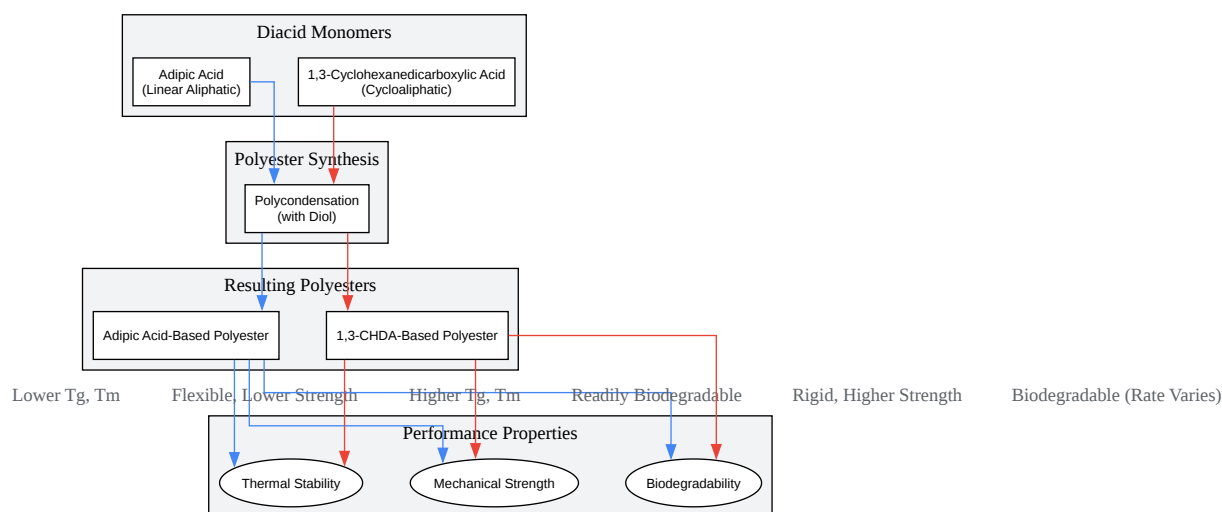 Diacid Monomers
Adipic Acid
(Linear Aliphatic)
1,3-Cyclohexanedicarboxylic Acid
(Cycloaliphatic)
Polyester Synthesis
Polycondensation
(with Diol)
Resulting Polyesters
Adipic Acid-Based Polyester
1,3-CHDA-Based Polyester
Lower Tg, Tm
Flexible, Lower Strength
Higher Tg, Tm
Readily Biodegradable
Rigid, Higher Strength
Biodegradable (Rate Varies)
Performance Properties
Thermal Stability
Mechanical Strength
Biodegradability